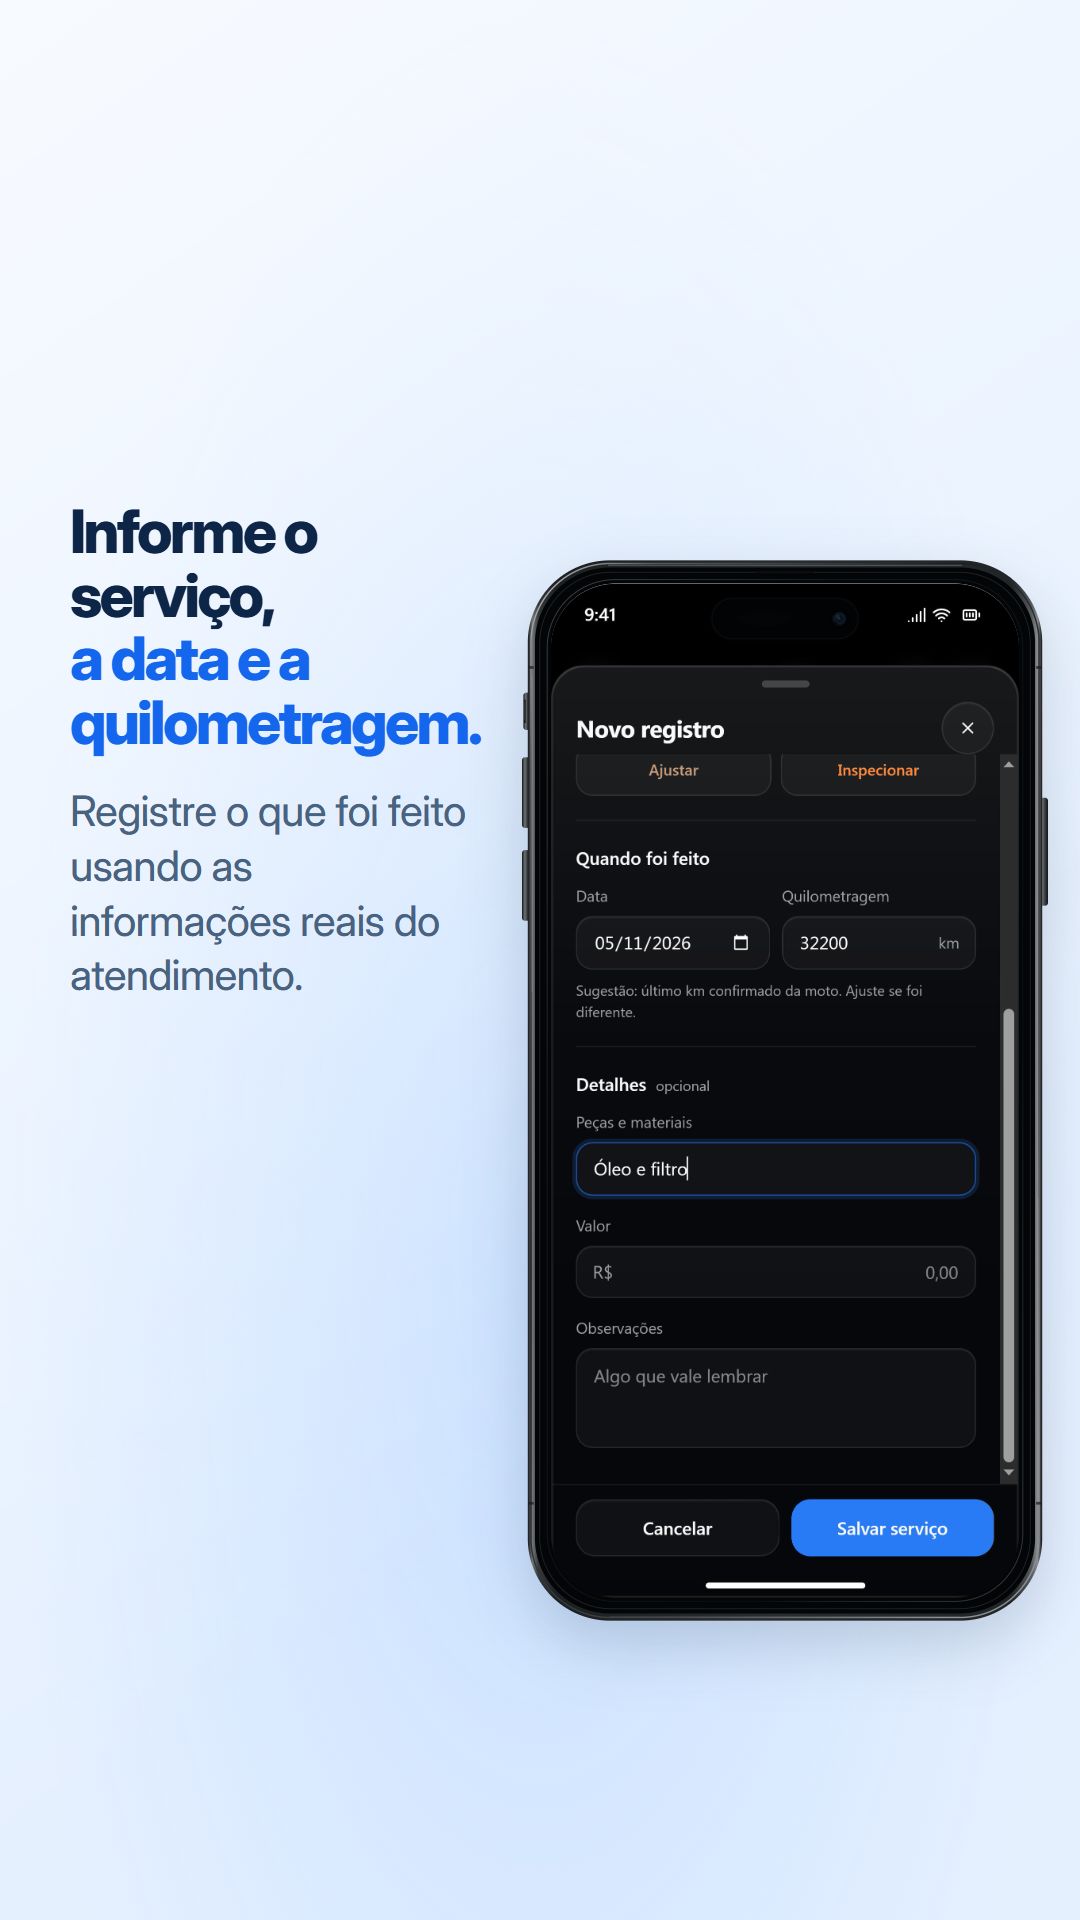 Informe o
serviço,
a data e a
quilometragem.
Registre o que foi feito
usando as
informações reais do
atendimento.
9:41
Novo registro
Ajustar
Inspecionar
Quando foi feito
Data
Quilometragem
05/11/2026
32200
km
Sugestão: último km confirmado da moto. Ajuste se foi
diferente.
Detalhes opcional
Peças e materiais
Óleo e filtro
Valor
R$
0,00
Observações
Algo que vale lembrar
Cancelar
Salvar serviço